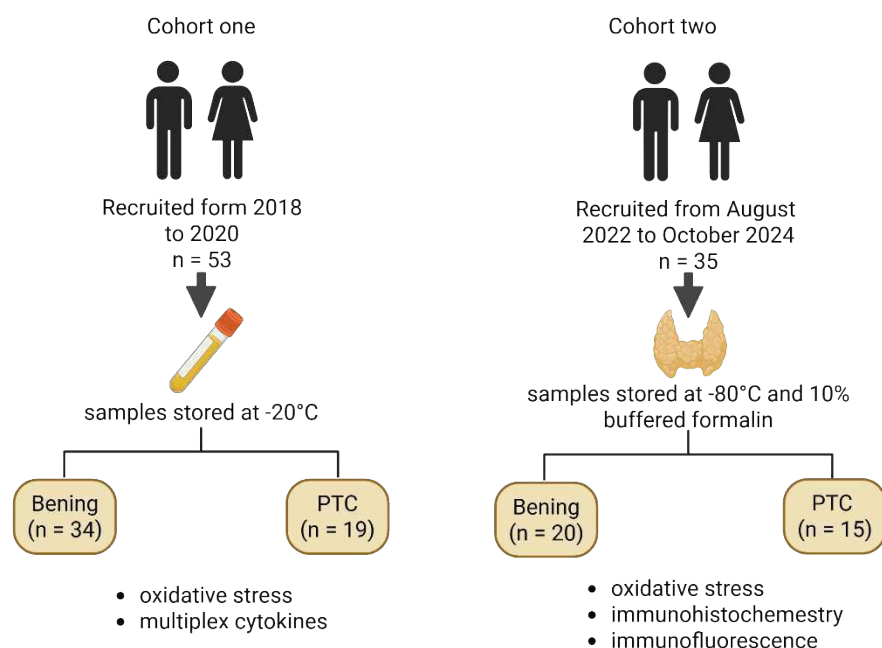 Cohort one
Recruited form 2018
to 2020
n = 53
samples stored at -20°C
Bening
(n = 34)
PTC
(n = 19)
• oxidative stress
• multiplex cytokines
Cohort two
Recruited from August
2022 to October 2024
n = 35
samples stored at -80°C and 10%
buffered formalin
Bening
(n = 20)
PTC
(n = 15)
• oxidative stress
• immunohistochemestry
• immunofluorescence